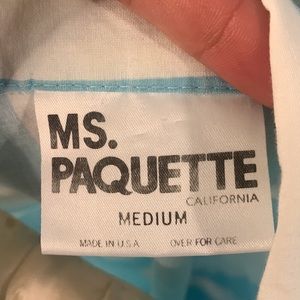 MS.
PAQUETTE
CALIFORNIA
MEDIUM
MADE IN U.S.A OVER FOR CARE